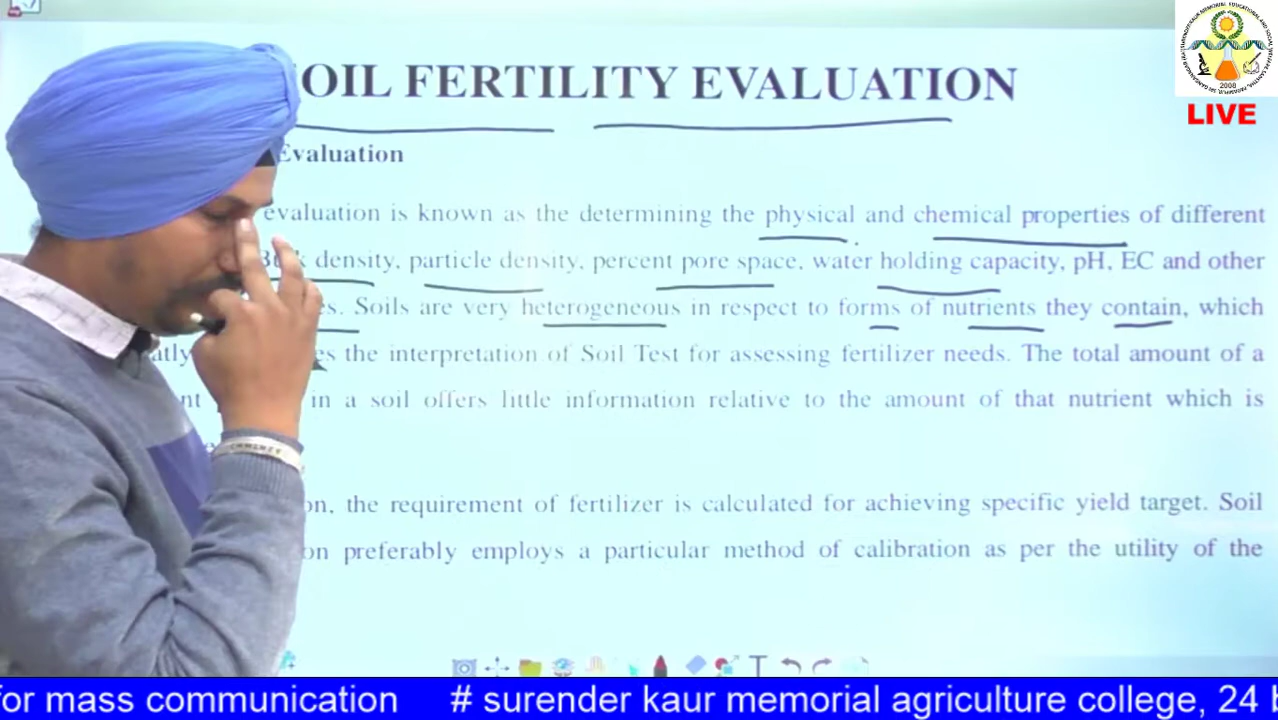 LIVE
2008
OIL FERTILITY EVALUATION
Evaluation
evaluation is known as the determining the physical and chemical properties of different
density, particle density, percent pore space, water holding capacity, pH, EC and other
Soils are very heterogeneous in respect to forms of nutrients they contain, which
the interpretation of Soil Test for assessing fertilizer needs. The total amount of a
in a soil offers little information relative to the amount of that nutrient which is
on, the requirement of fertilizer is calculated for achieving specific yield target. Soil
on preferably employs a particular method of calibration as per the utility of the
T
for mass communication # surender kaur memorial agriculture college, 24 b